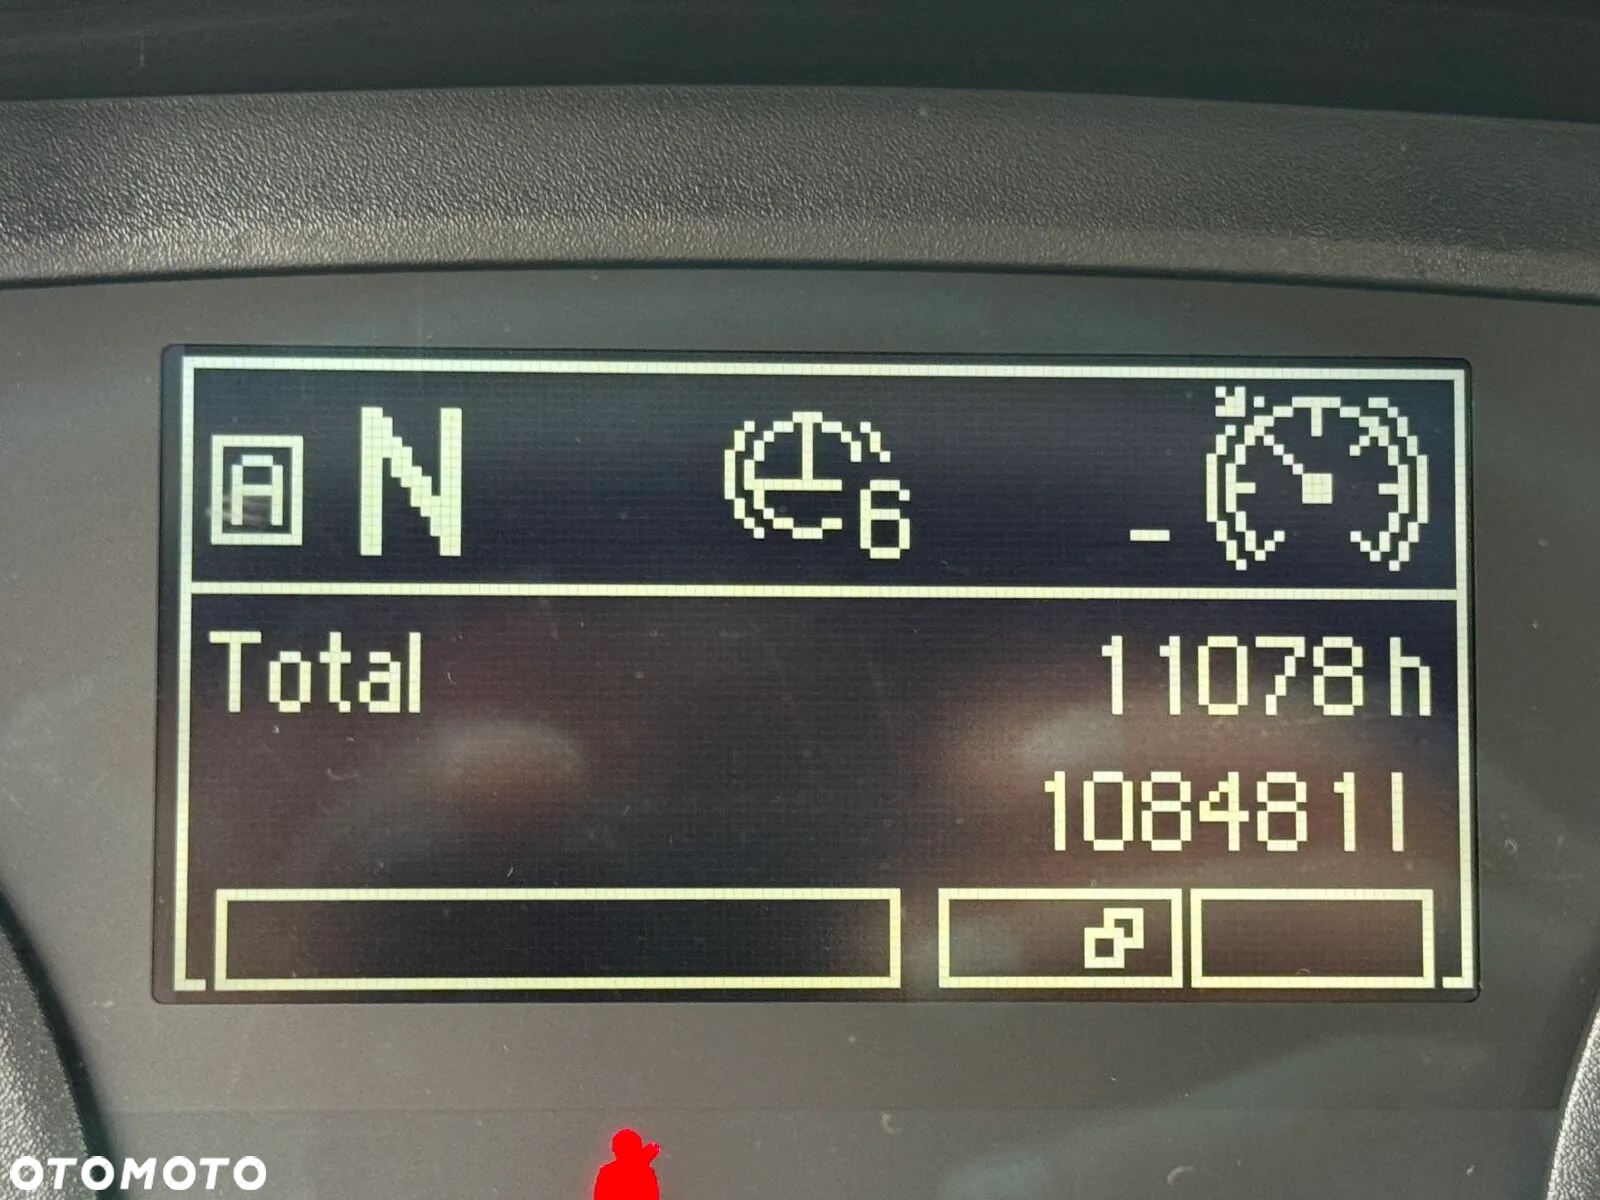 A N 6 -
Total 11078 h
108481 l
OTOMOTO